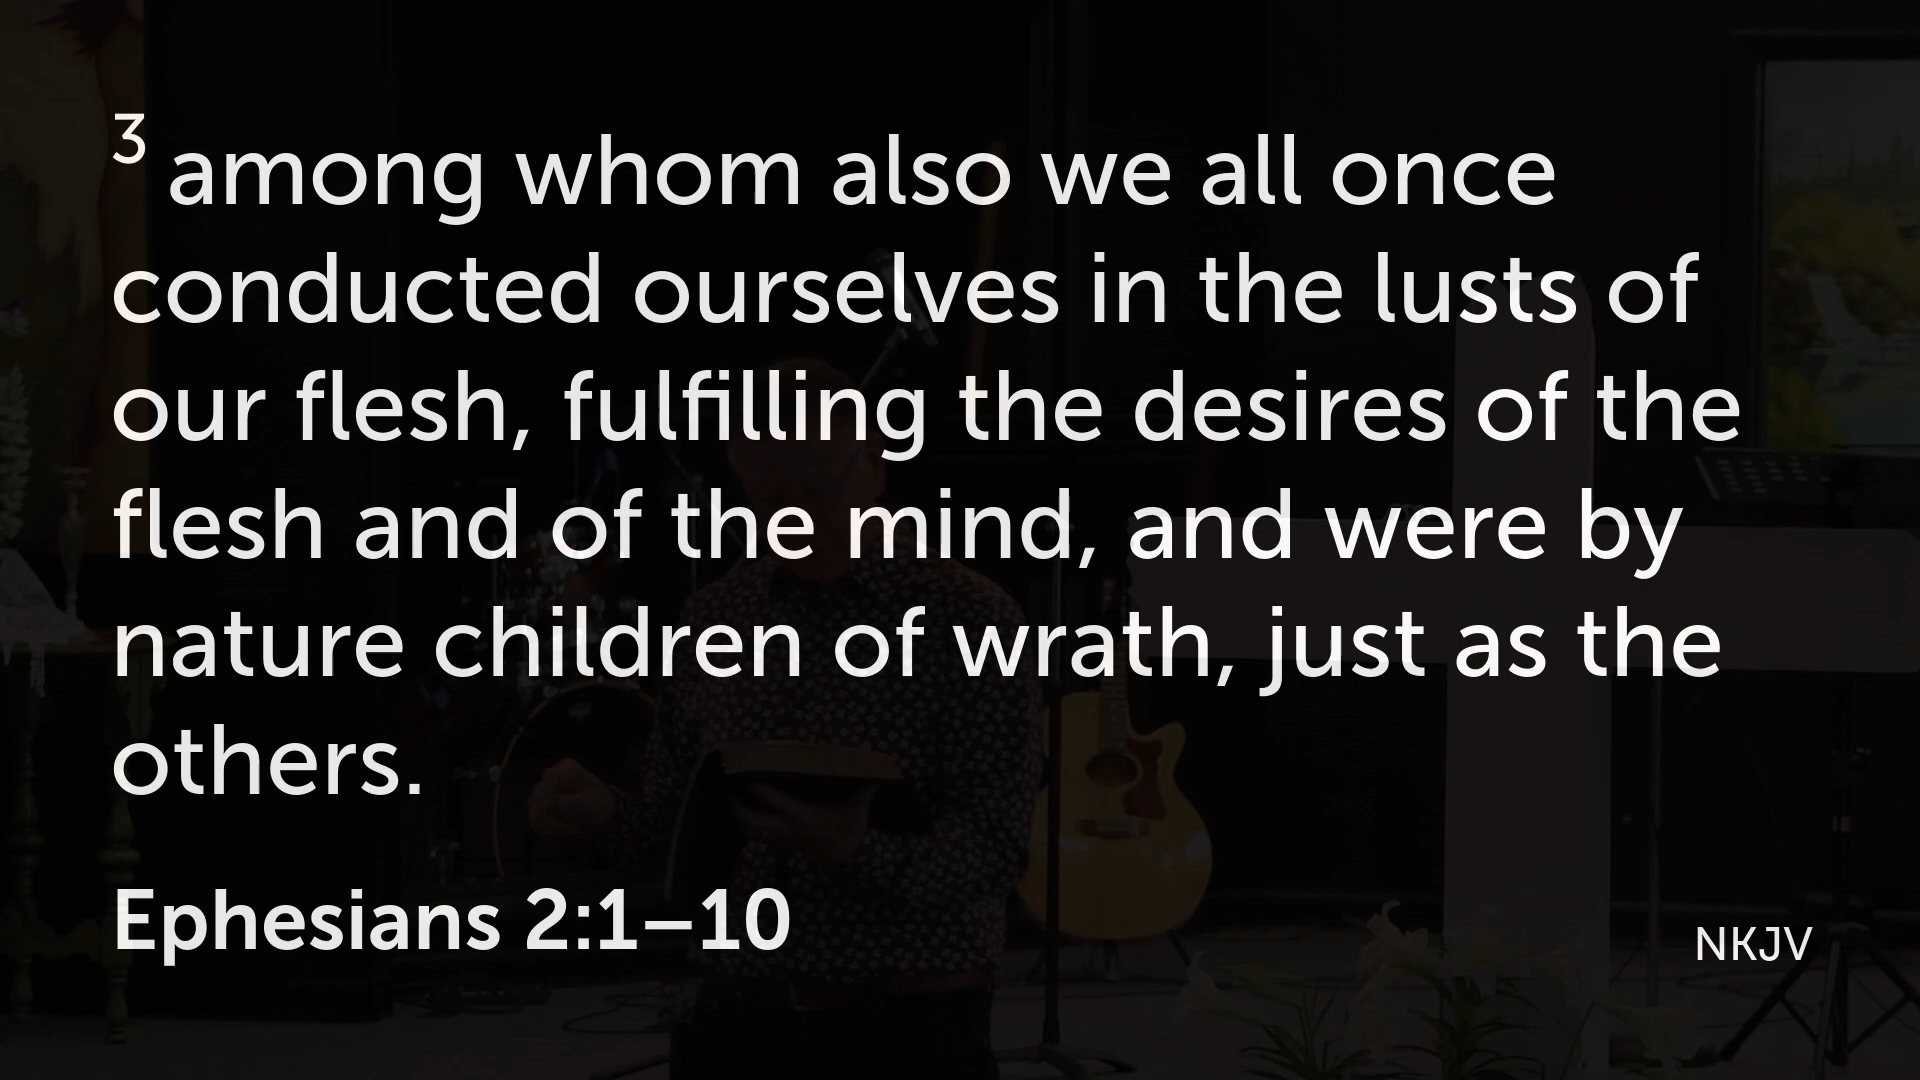 3 among whom also we all once
conducted ourselves in the lusts of
our flesh, fulfilling the desires of the
flesh and of the mind, and were by
nature children of wrath, just as the
others.
Ephesians 2:1–10
NKJV